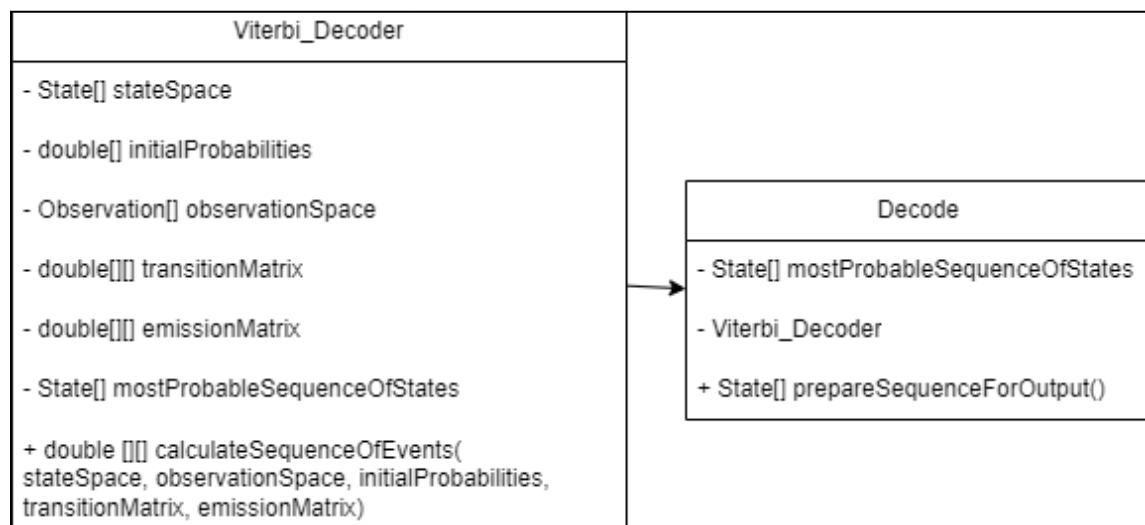 Viterbi_Decoder
- State[] stateSpace
- double[] initialProbabilities
- Observation[] observationSpace
- double[][] transitionMatrix
- double[][] emissionMatrix
- State[] mostProbableSequenceOfStates
+ double [][] calculateSequenceOfEvents(
stateSpace, observationSpace, initialProbabilities,
transitionMatrix, emissionMatrix)
Decode
- State[] mostProbableSequenceOfStates
- Viterbi_Decoder
+ State[] prepareSequenceForOutput()